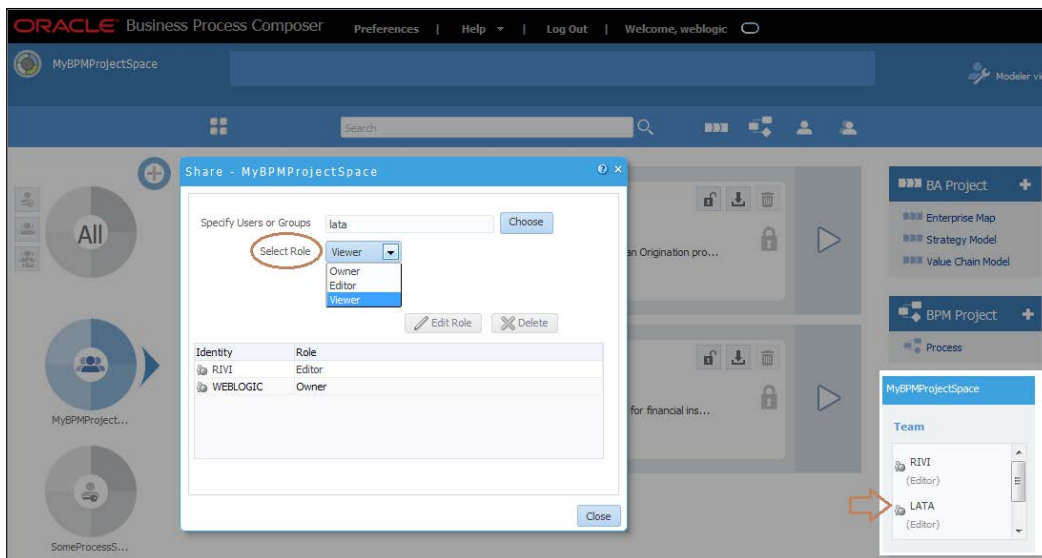 ORACLE Business Process Composer Preferences | Help | Log Out | Welcome, weblogic
MyBPMProjectSpace
Modeler vi
Search
Share - MyBPMProjectSpace
Specify Users or Groups lata Choose
Select Role Viewer
Owner
Editor
Viewer
Edit Role Delete
Identity Role
RIVI Editor
WEBLOGIC Owner
Close
All
MyBPMProject...
SomeProcessS...
an Origination pro...
for financial ins...
BA Project
Enterprise Map
Strategy Model
Value Chain Model
BPM Project
Process
MyBPMProjectSpace
Team
RIVI
(Editor)
LATA
(Editor)